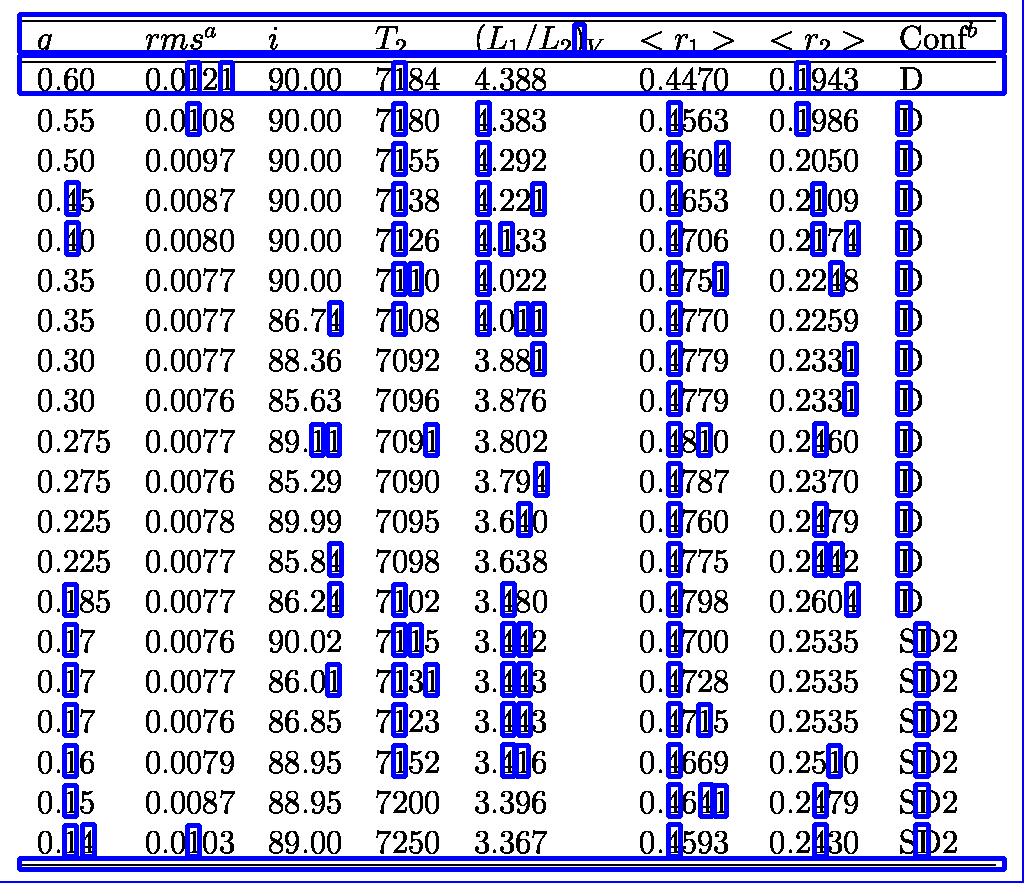 q rmsᵃ i T₂ (L₁/L₂)V < r₁ > < r₂ > Confᵇ
0.60 0.0121 90.00 7184 4.388 0.4470 0.1943 D
0.55 0.0108 90.00 7180 4.383 0.4563 0.1986 D
0.50 0.0097 90.00 7155 4.292 0.4604 0.2050 D
0.45 0.0087 90.00 7138 4.221 0.4653 0.2109 D
0.40 0.0080 90.00 7126 4.133 0.4706 0.2174 D
0.35 0.0077 90.00 7110 4.022 0.4751 0.2248 D
0.35 0.0077 86.74 7108 4.011 0.4770 0.2259 D
0.30 0.0077 88.36 7092 3.881 0.4779 0.2331 D
0.30 0.0076 85.63 7096 3.876 0.4779 0.2331 D
0.275 0.0077 89.11 7091 3.802 0.4810 0.2460 D
0.275 0.0076 85.29 7090 3.794 0.4787 0.2370 D
0.225 0.0078 89.99 7095 3.640 0.4760 0.2479 D
0.225 0.0077 85.84 7098 3.638 0.4775 0.2442 D
0.185 0.0077 86.24 7102 3.480 0.4798 0.2604 D
0.17 0.0076 90.02 7115 3.442 0.4700 0.2535 SD2
0.17 0.0077 86.01 7131 3.443 0.4728 0.2535 SD2
0.17 0.0076 86.85 7123 3.443 0.4715 0.2535 SD2
0.16 0.0079 88.95 7152 3.416 0.4669 0.2510 SD2
0.15 0.0087 88.95 7200 3.396 0.4641 0.2479 SD2
0.14 0.0103 89.00 7250 3.367 0.4593 0.2430 SD2